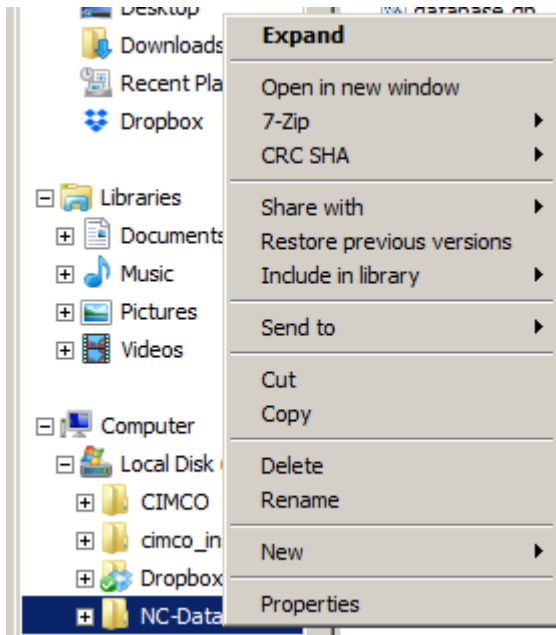 Desktop
Downloads
Recent Pla
Dropbox
Libraries
Documents
Music
Pictures
Videos
Computer
Local Disk
CIMCO
cimco_in
Dropbox
NC-Data
database.db
Expand
Open in new window
7-Zip
CRC SHA
Share with
Restore previous versions
Include in library
Send to
Cut
Copy
Delete
Rename
New
Properties